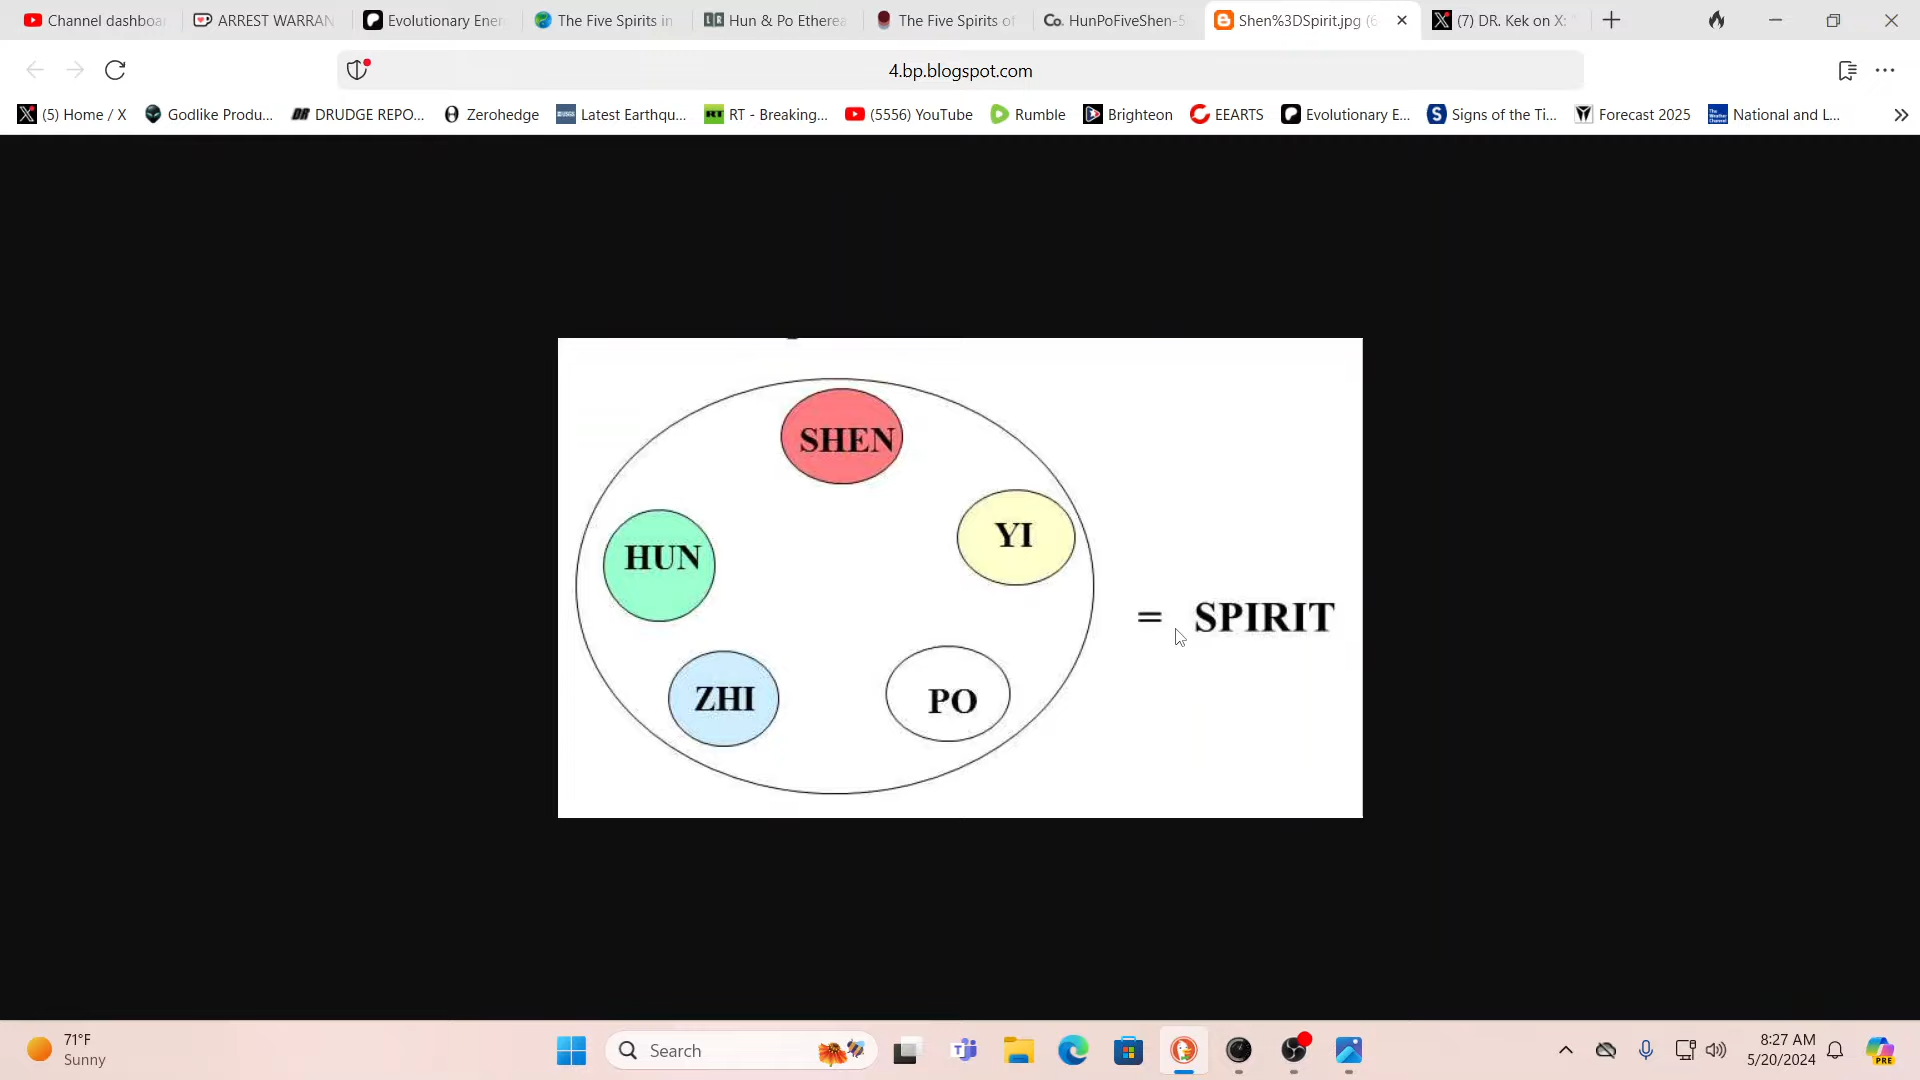 Channel dashboa
ARREST WARRAN
Evolutionary Ener
The Five Spirits in
Hun & Po Etherea
The Five Spirits of
Co. HunPoFiveShen-5
Shen%3DSpirit.jpg (6
(7) DR. Kek on X: "
4.bp.blogspot.com
(5) Home / X
Godlike Produ...
DRUDGE REPO...
Zerohedge
Latest Earthqu...
RT - Breaking...
(5556) YouTube
Rumble
Brighteon
EEARTS
Evolutionary E...
Signs of the Ti...
Forecast 2025
National and L...
SHEN
YI
HUN
= SPIRIT
ZHI
PO
71°F
Sunny
Search
8:27 AM
5/20/2024
PRE